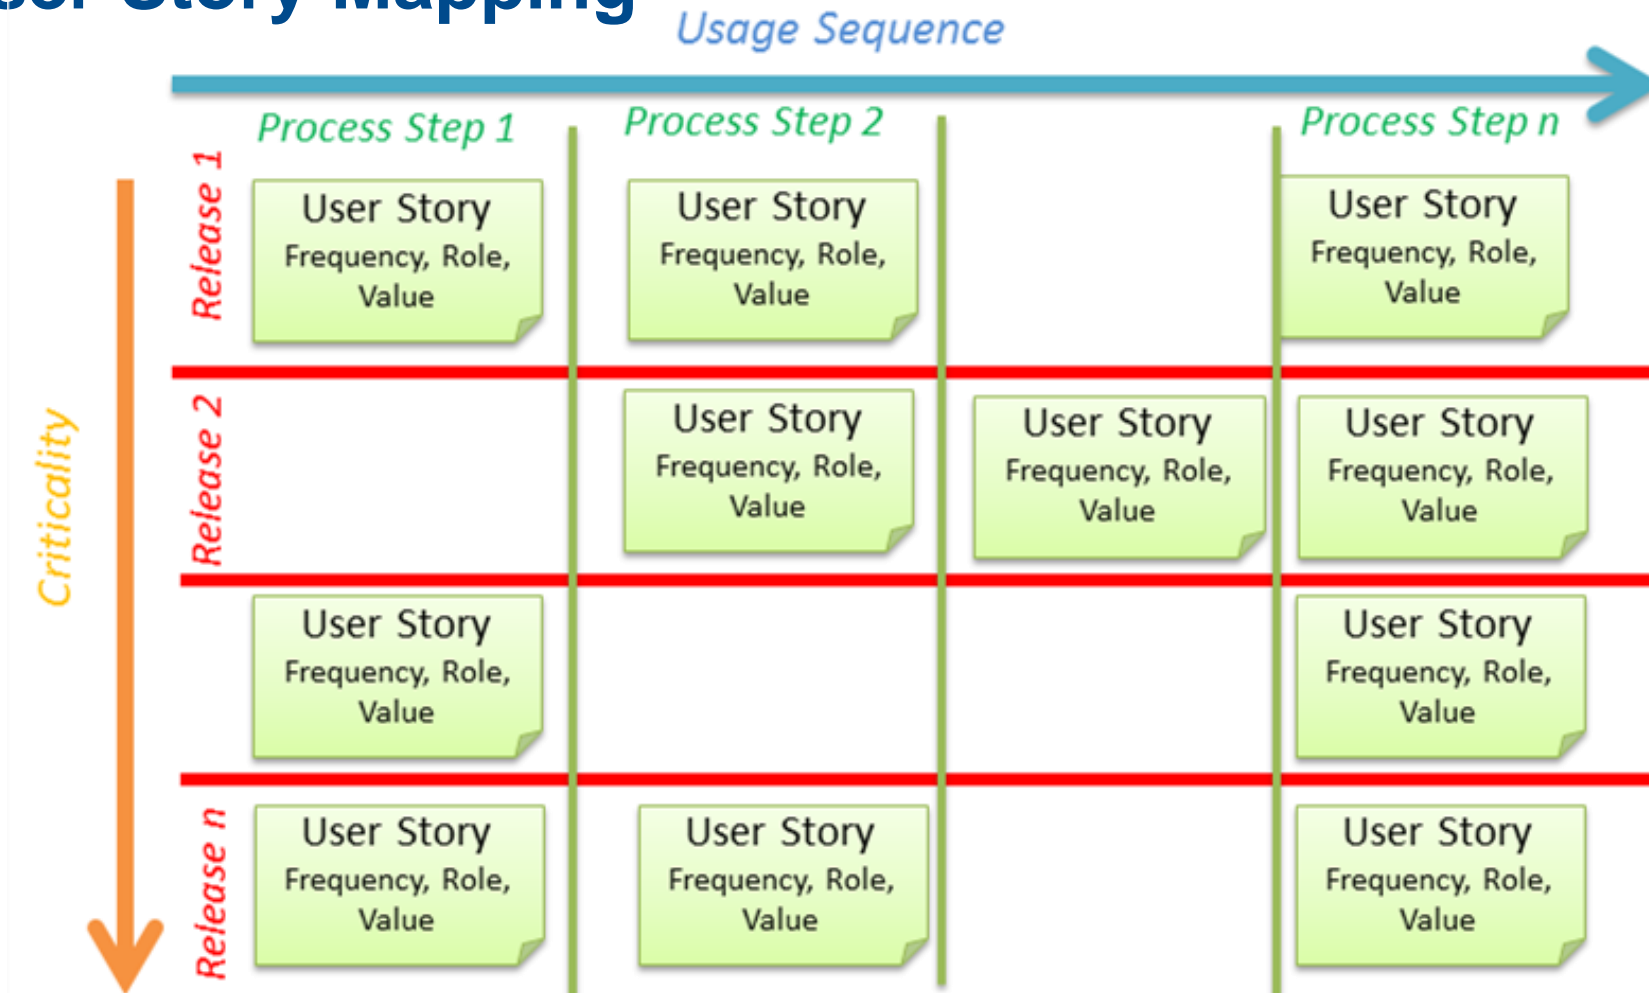 ser Story Mapping
Usage Sequence
Process Step 1
Process Step 2
Process Step n
Release 1
User Story
Frequency, Role,
Value
User Story
Frequency, Role,
Value
User Story
Frequency, Role,
Value
Criticality
Release 2
User Story
Frequency, Role,
Value
User Story
Frequency, Role,
Value
User Story
Frequency, Role,
Value
User Story
Frequency, Role,
Value
User Story
Frequency, Role,
Value
Release n
User Story
Frequency, Role,
Value
User Story
Frequency, Role,
Value
User Story
Frequency, Role,
Value